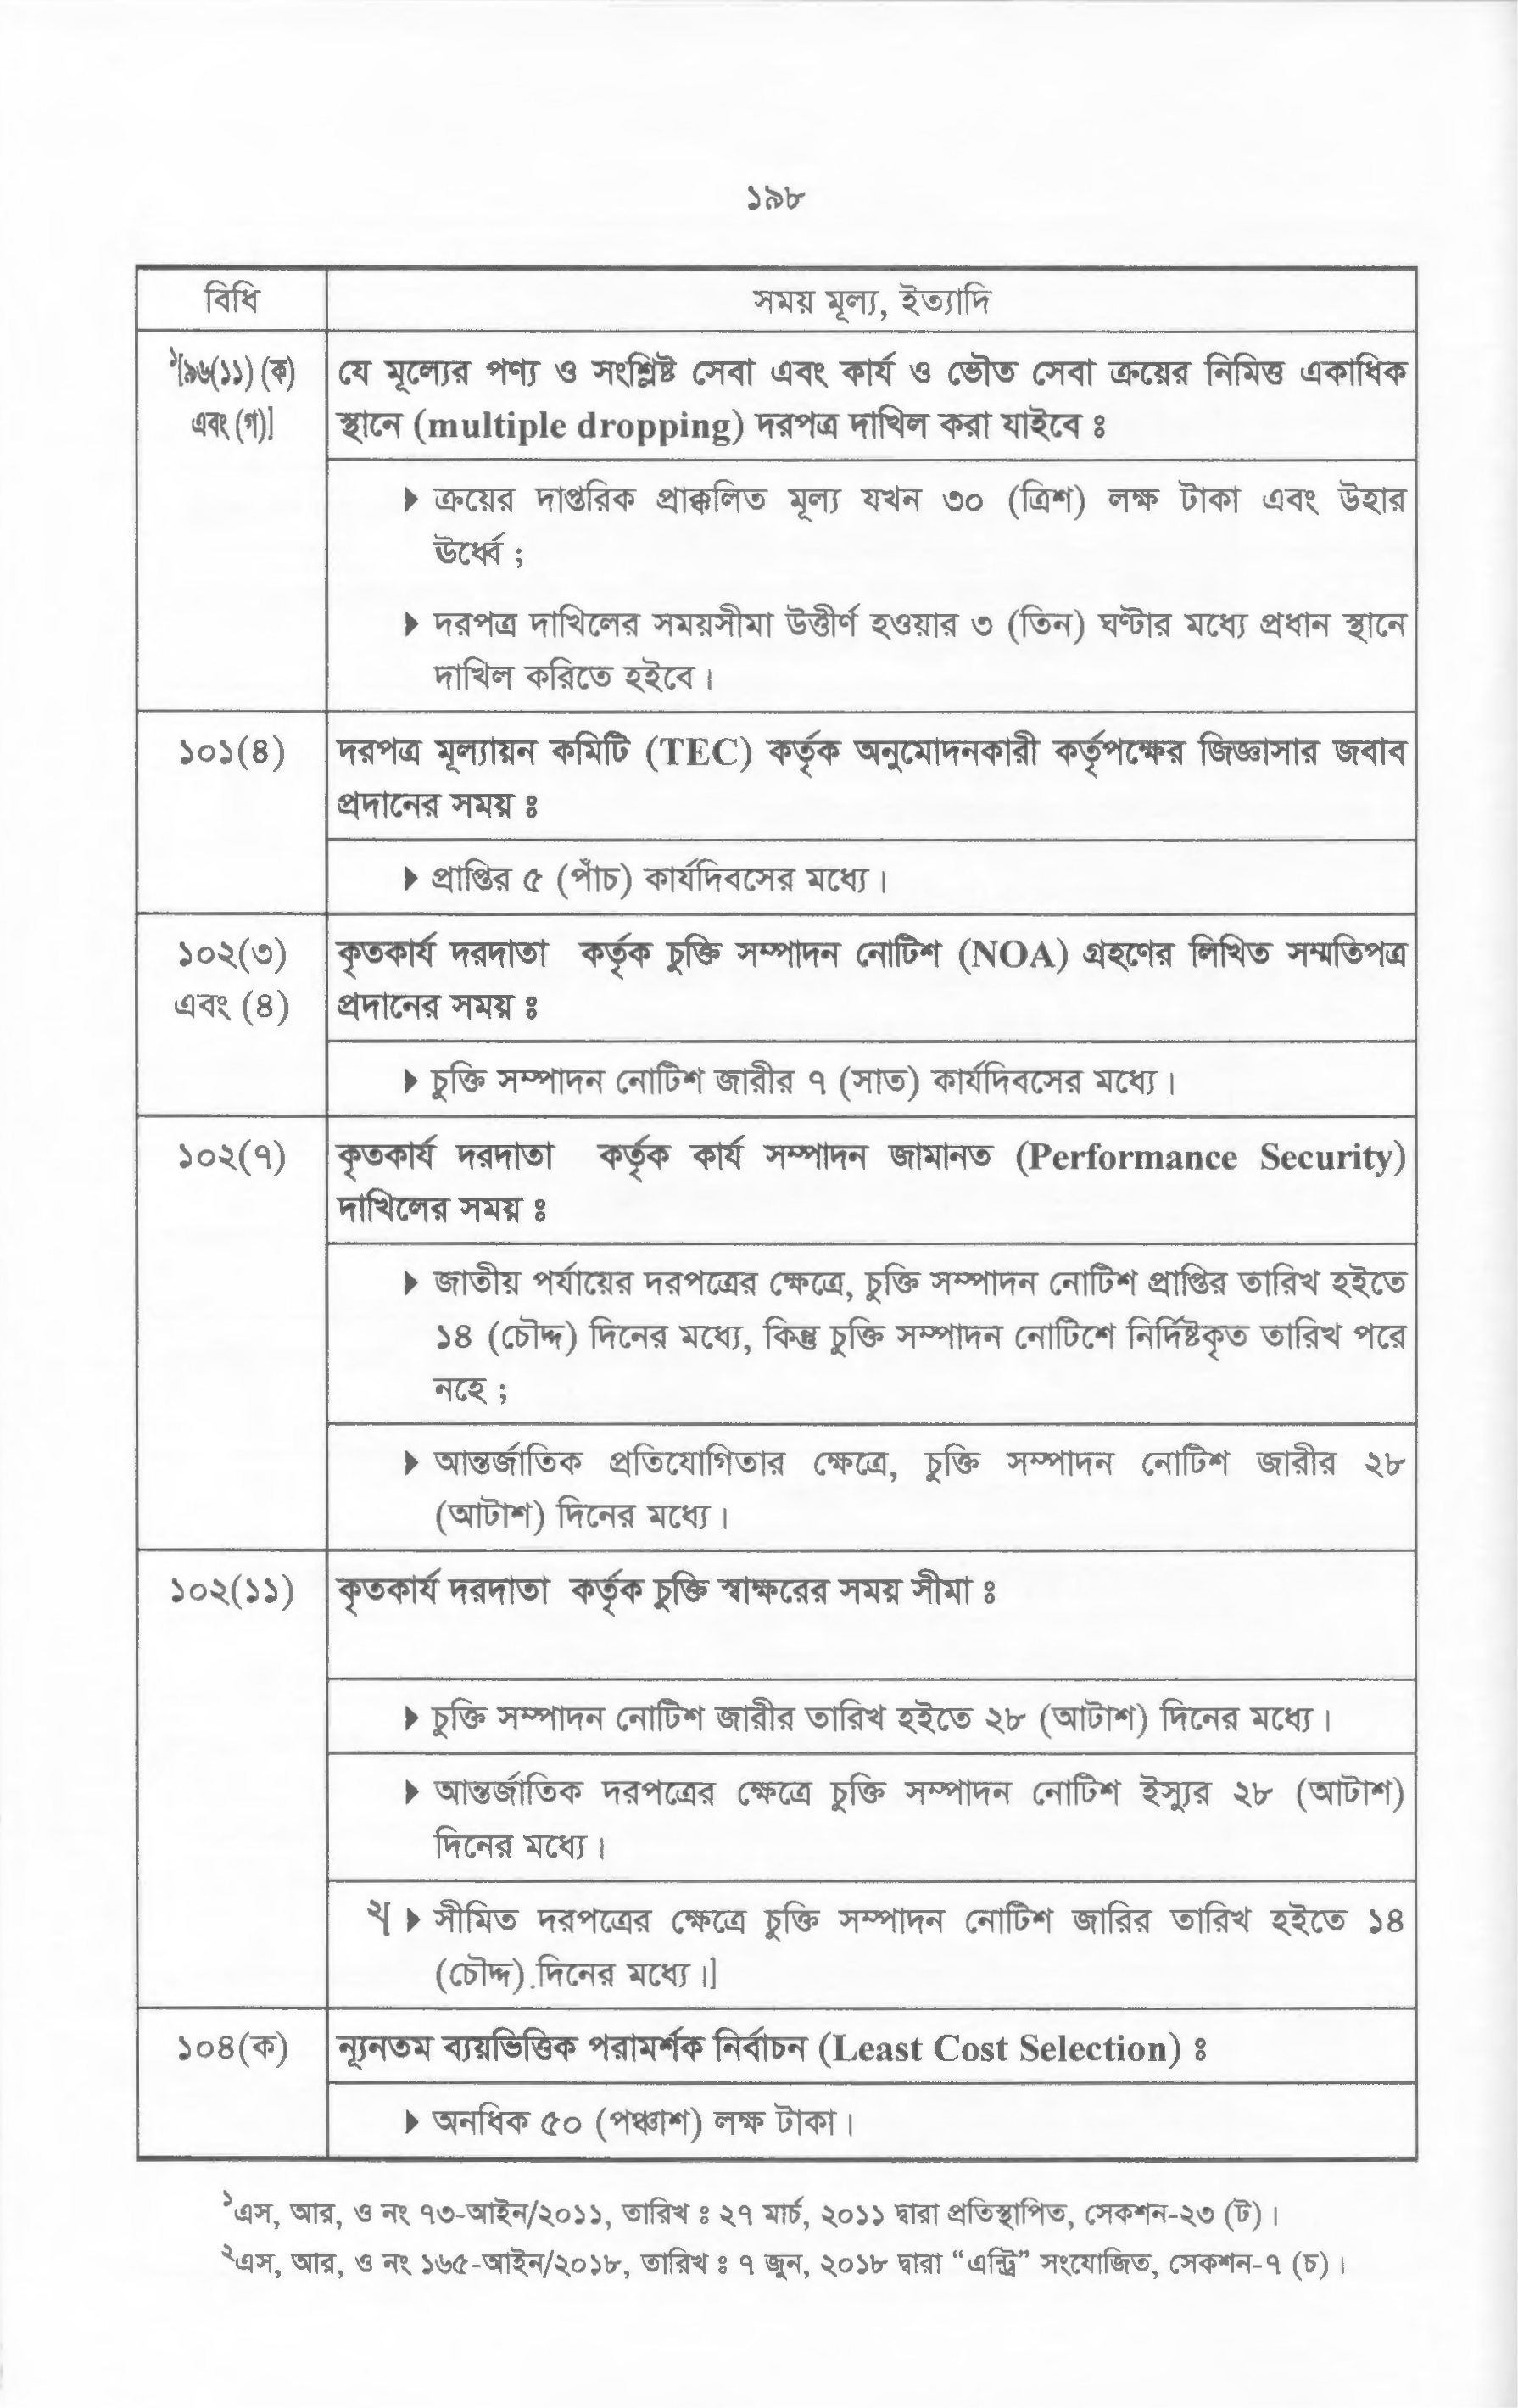 ১৯৮
বিধি
সময় মূল্য, ইত্যাদি
১[৯৬(১১) (ক)
এবং (গ)]
যে মূল্যের পণ্য ও সংশ্লিষ্ট সেবা এবং কার্য ও ভৌত সেবা ক্রয়ের নিমিত্ত একাধিক
স্থানে (multiple dropping) দরপত্র দাখিল করা যাইবে ঃ
▶ ক্রয়ের দাপ্তরিক প্রাক্কলিত মূল্য যখন ৩০ (ত্রিশ) লক্ষ টাকা এবং উহার
ঊর্ধ্বে ;
▶ দরপত্র দাখিলের সময়সীমা উত্তীর্ণ হওয়ার ৩ (তিন) ঘণ্টার মধ্যে প্রধান স্থানে
দাখিল করিতে হইবে।
১০১(৪)
দরপত্র মূল্যায়ন কমিটি (TEC) কর্তৃক অনুমোদনকারী কর্তৃপক্ষের জিজ্ঞাসার জবাব
প্রদানের সময় ঃ
▶ প্রাপ্তির ৫ (পাঁচ) কার্যদিবসের মধ্যে।
১০২(৩)
এবং (৪)
কৃতকার্য দরদাতা কর্তৃক চুক্তি সম্পাদন নোটিশ (NOA) গ্রহণের লিখিত সম্মতিপত্র
প্রদানের সময় ঃ
▶ চুক্তি সম্পাদন নোটিশ জারীর ৭ (সাত) কার্যদিবসের মধ্যে।
১০২(৭)
কৃতকার্য দরদাতা কর্তৃক কার্য সম্পাদন জামানত (Performance Security)
দাখিলের সময় ঃ
▶ জাতীয় পর্যায়ের দরপত্রের ক্ষেত্রে, চুক্তি সম্পাদন নোটিশ প্রাপ্তির তারিখ হইতে
১৪ (চৌদ্দ) দিনের মধ্যে, কিন্তু চুক্তি সম্পাদন নোটিশে নির্দিষ্টকৃত তারিখ পরে
নহে ;
▶ আন্তর্জাতিক প্রতিযোগিতার ক্ষেত্রে, চুক্তি সম্পাদন নোটিশ জারীর ২৮
(আটাশ) দিনের মধ্যে।
১০২(১১)
কৃতকার্য দরদাতা কর্তৃক চুক্তি স্বাক্ষরের সময় সীমা ঃ
▶ চুক্তি সম্পাদন নোটিশ জারীর তারিখ হইতে ২৮ (আটাশ) দিনের মধ্যে।
▶ আন্তর্জাতিক দরপত্রের ক্ষেত্রে চুক্তি সম্পাদন নোটিশ ইস্যুর ২৮ (আটাশ)
দিনের মধ্যে।
২[ ▶ সীমিত দরপত্রের ক্ষেত্রে চুক্তি সম্পাদন নোটিশ জারির তারিখ হইতে ১৪
(চৌদ্দ).দিনের মধ্যে।]
১০৪(ক)
ন্যূনতম ব্যয়ভিত্তিক পরামর্শক নির্বাচন (Least Cost Selection) ঃ
▶ অনধিক ৫০ (পঞ্চাশ) লক্ষ টাকা।
১এস, আর, ও নং ৭৩-আইন/২০১১, তারিখ ঃ ২৭ মার্চ, ২০১১ দ্বারা প্রতিস্থাপিত, সেকশন-২৩ (ট)।
২এস, আর, ও নং ১৬৫-আইন/২০১৮, তারিখ ঃ ৭ জুন, ২০১৮ দ্বারা “এন্ট্রি” সংযোজিত, সেকশন-৭ (চ)।